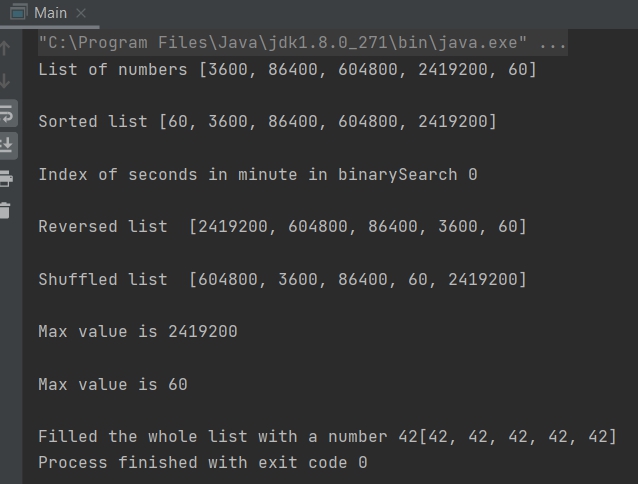 Main
"C:\Program Files\Java\jdk1.8.0_271\bin\java.exe" ...
List of numbers [3600, 86400, 604800, 2419200, 60]
Sorted list [60, 3600, 86400, 604800, 2419200]
Index of seconds in minute in binarySearch 0
Reversed list  [2419200, 604800, 86400, 3600, 60]
Shuffled list  [604800, 3600, 86400, 60, 2419200]
Max value is 2419200
Max value is 60
Filled the whole list with a number 42[42, 42, 42, 42, 42]
Process finished with exit code 0